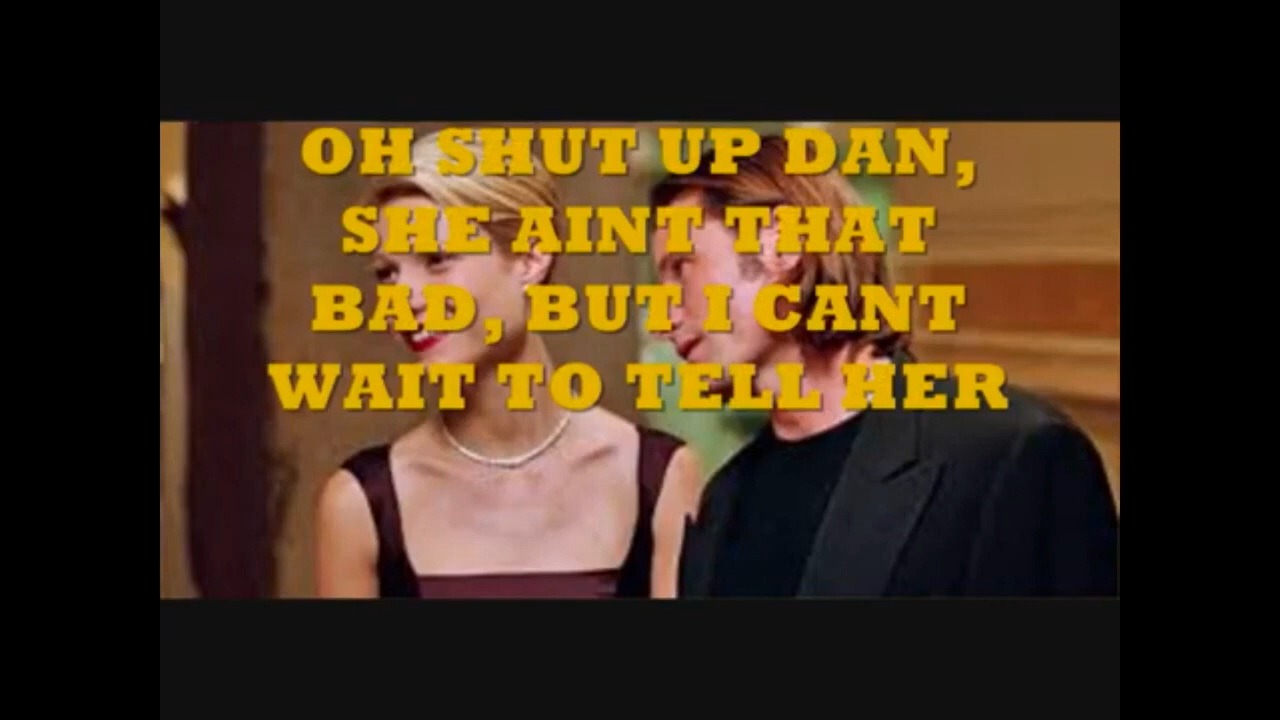 OH SHUT UP DAN,
SHE AINT THAT
BAD, BUT I CANT
WAIT TO TELL HER